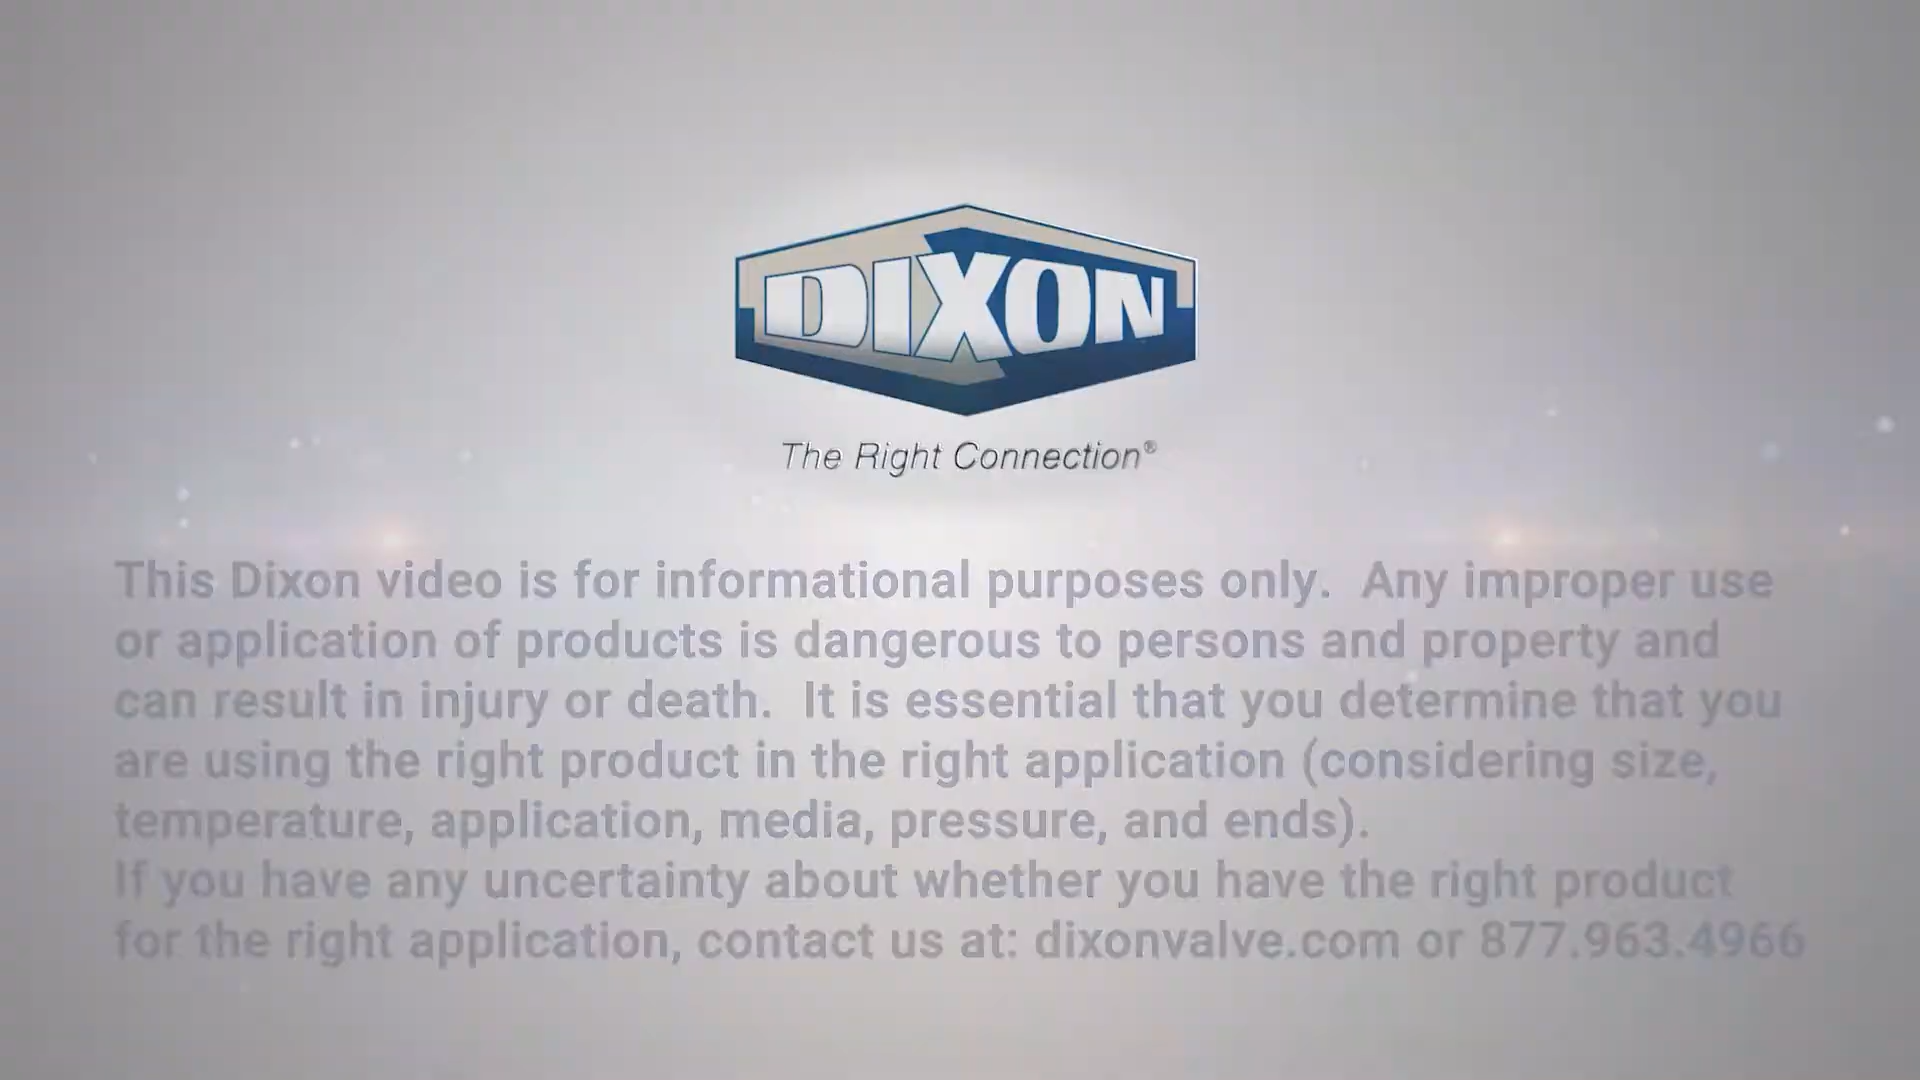 DIXON
The Right Connection®
This Dixon video is for informational purposes only.  Any improper use
or application of products is dangerous to persons and property and
can result in injury or death.  It is essential that you determine that you
are using the right product in the right application (considering size,
temperature, application, media, pressure, and ends).
If you have any uncertainty about whether you have the right product
for the right application, contact us at: dixonvalve.com or 877.963.4966